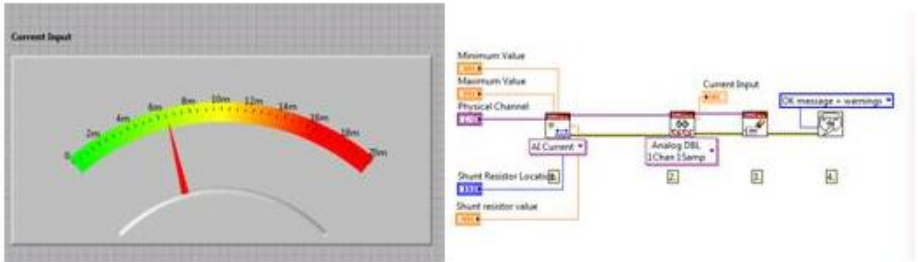 Current Input
0
2m
4m
6m
8m
10m
12m
14m
16m
18m
20m
Minimum Value
Maximum Value
Physical Channel
AI Current
Shunt Resistor Location
Shunt resistor value
Current Input
Analog DBL
1Chan 1Samp
OK message + warnings
1.
2.
3.
4.